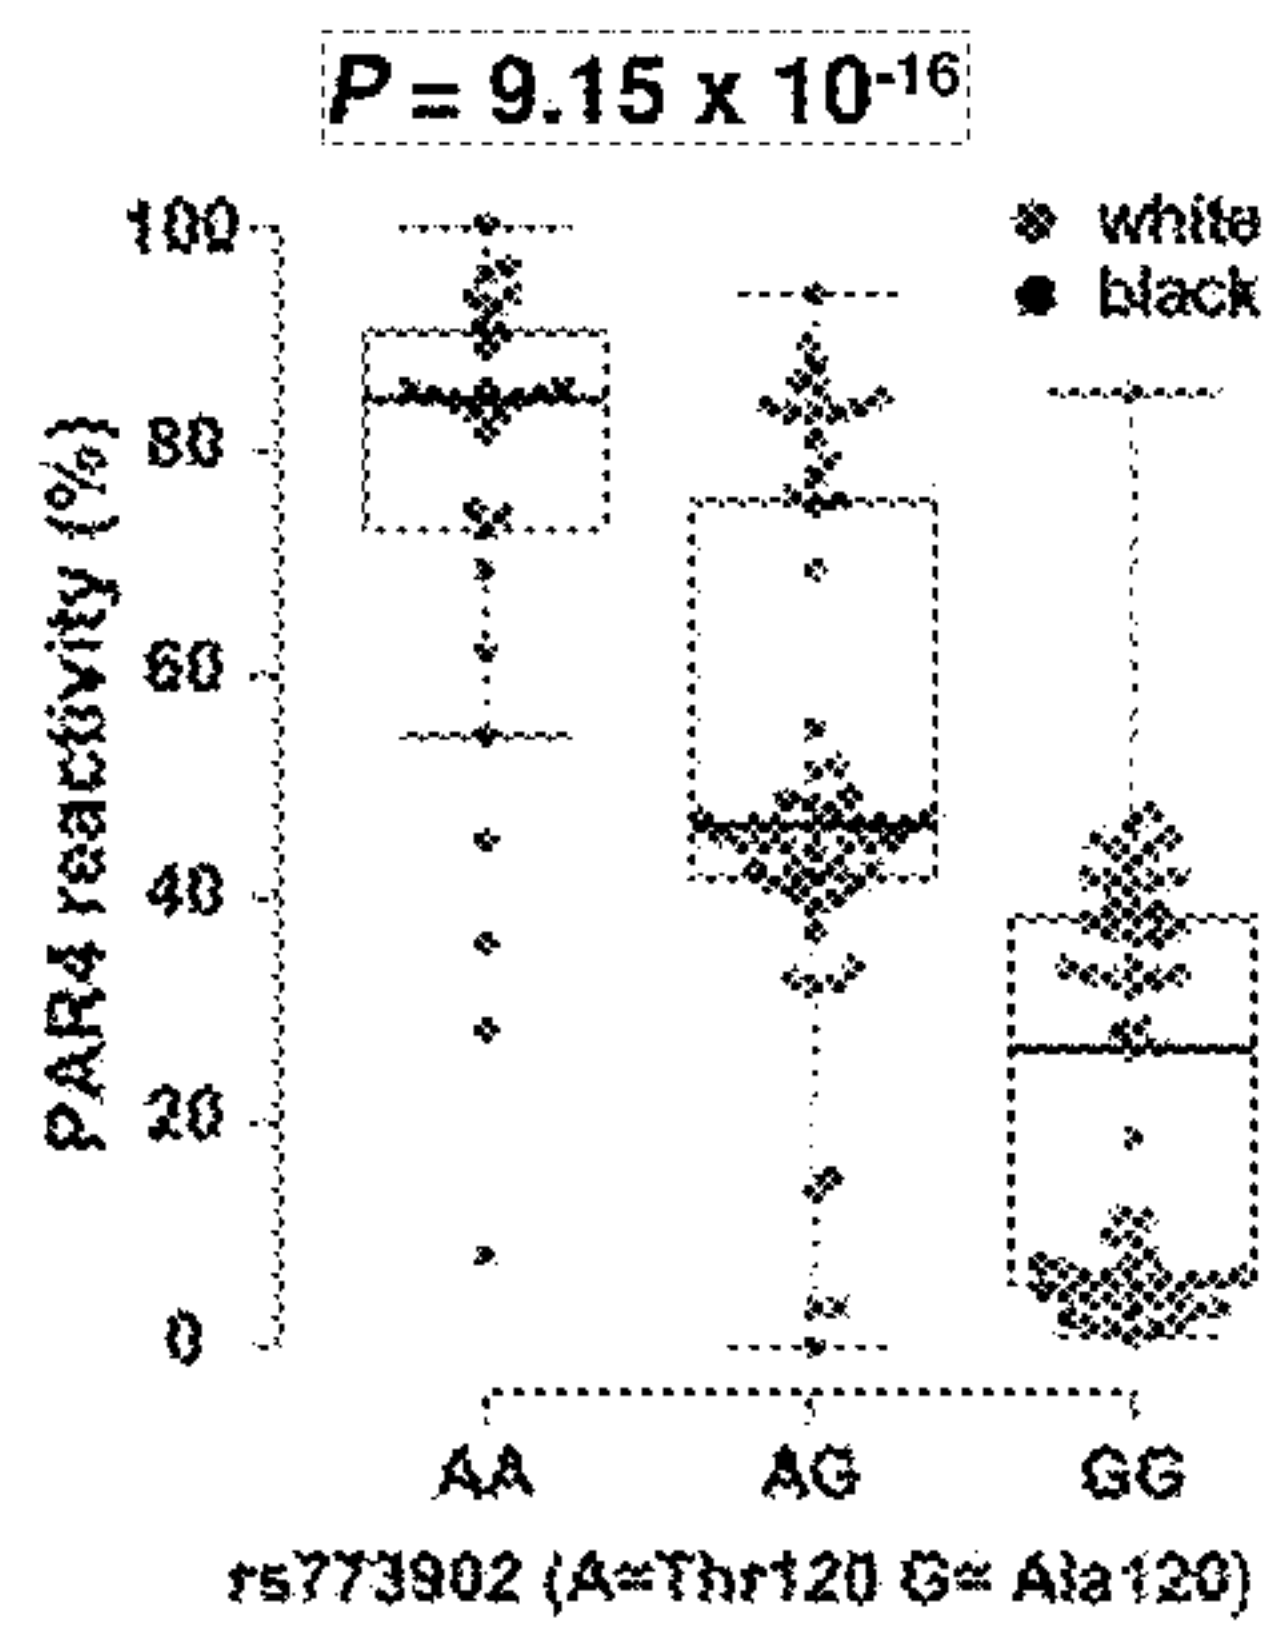 P = 9.15 x 10-16
white
black
100
80
60
40
20
0
PAR4 reactivity (%)
AA AG GG
rs773902 (A=Thr120 G= Ala120)